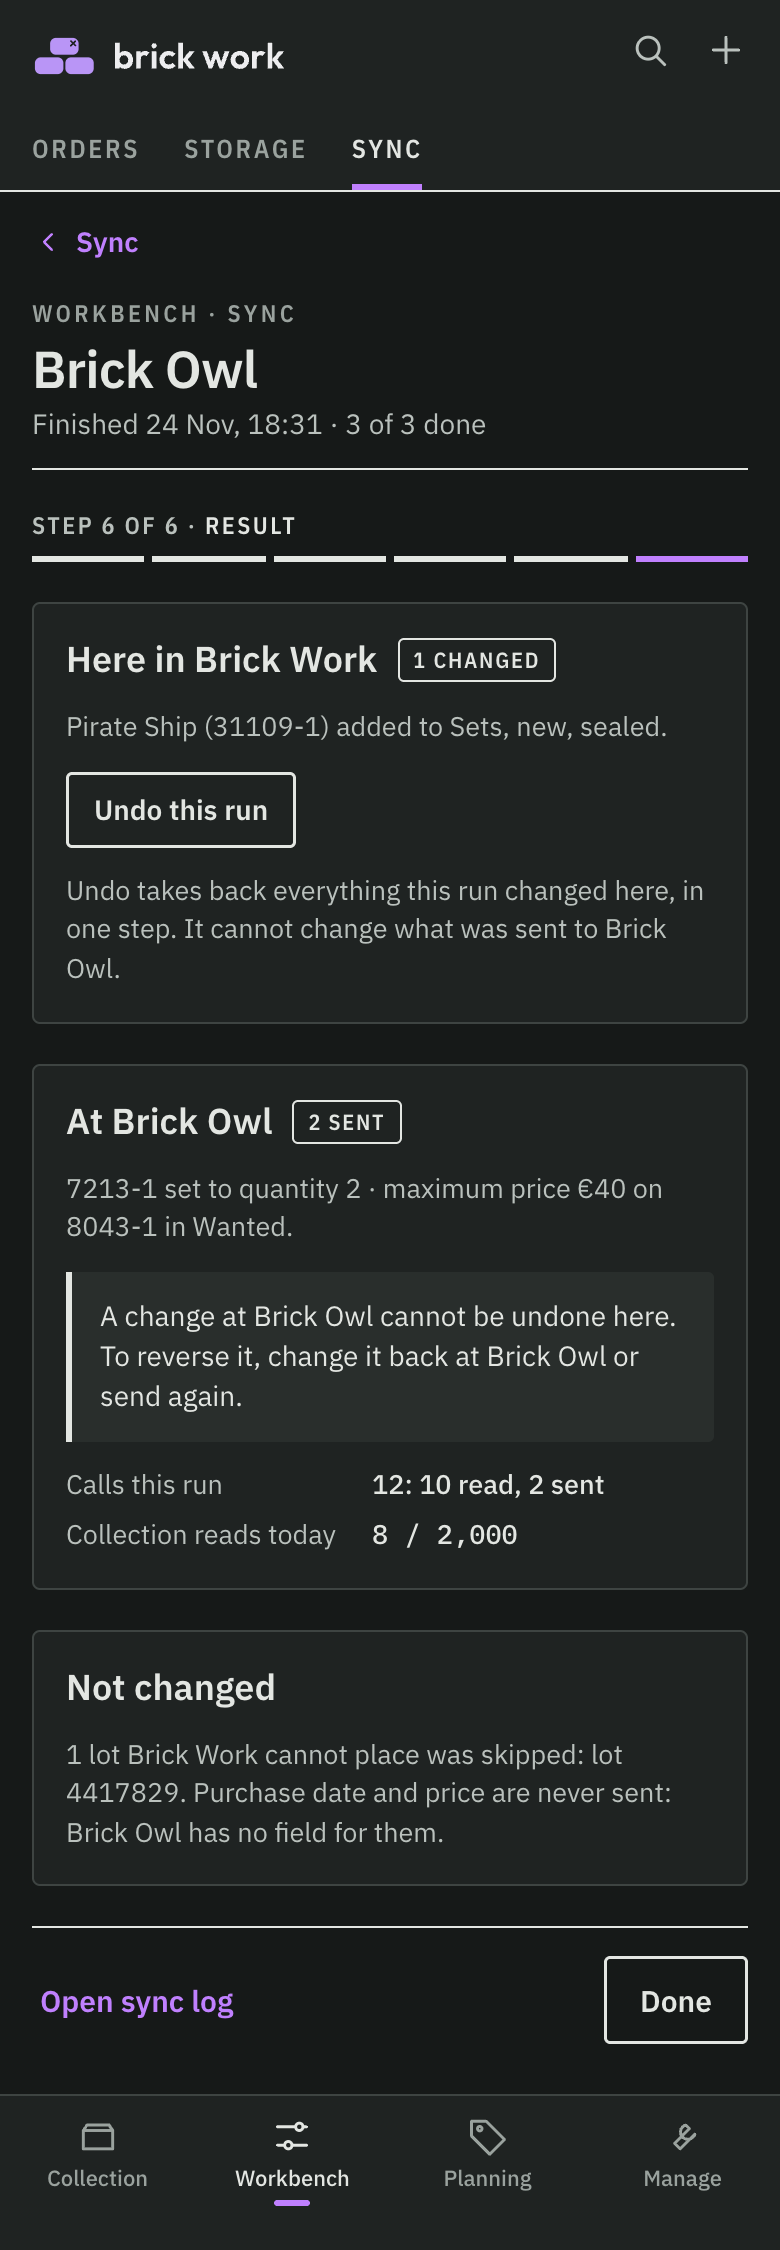 brick work
ORDERS STORAGE SYNC
Sync
WORKBENCH · SYNC
Brick Owl
Finished 24 Nov, 18:31 · 3 of 3 done
STEP 6 OF 6 · RESULT
Here in Brick Work 1 CHANGED
Pirate Ship (31109-1) added to Sets, new, sealed.
Undo this run
Undo takes back everything this run changed here, in
one step. It cannot change what was sent to Brick
Owl.
At Brick Owl 2 SENT
7213-1 set to quantity 2 · maximum price €40 on
8043-1 in Wanted.
A change at Brick Owl cannot be undone here.
To reverse it, change it back at Brick Owl or
send again.
Calls this run 12: 10 read, 2 sent
Collection reads today 8 / 2,000
Not changed
1 lot Brick Work cannot place was skipped: lot
4417829. Purchase date and price are never sent:
Brick Owl has no field for them.
Open sync log Done
Collection Workbench Planning Manage